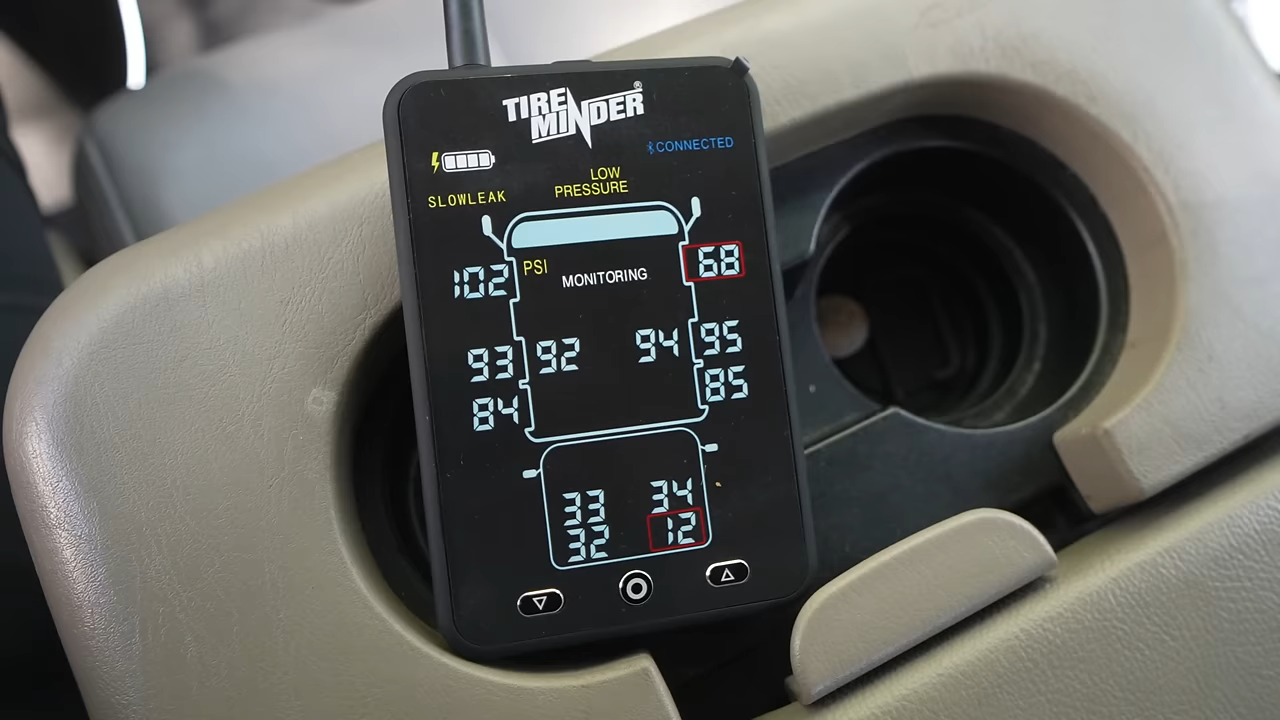 TIRE
MINDER®
CONNECTED
SLOWLEAK
LOW
PRESSURE
102 PSI MONITORING 68
93 92 94 95
84 85
33 34
32 12